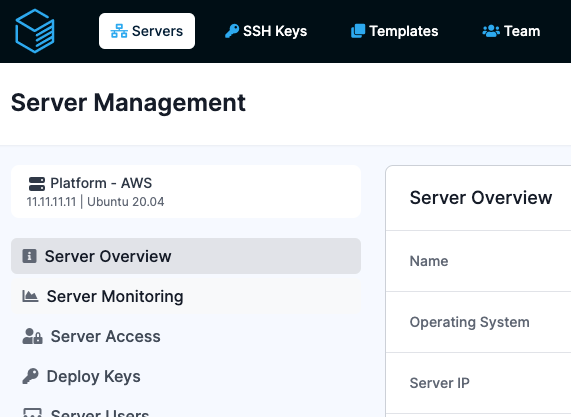 Servers
SSH Keys
Templates
Team
Server Management
Platform - AWS
11.11.11.11 | Ubuntu 20.04
Server Overview
Server Monitoring
Server Access
Deploy Keys
Server Users
Server Overview
Name
Operating System
Server IP